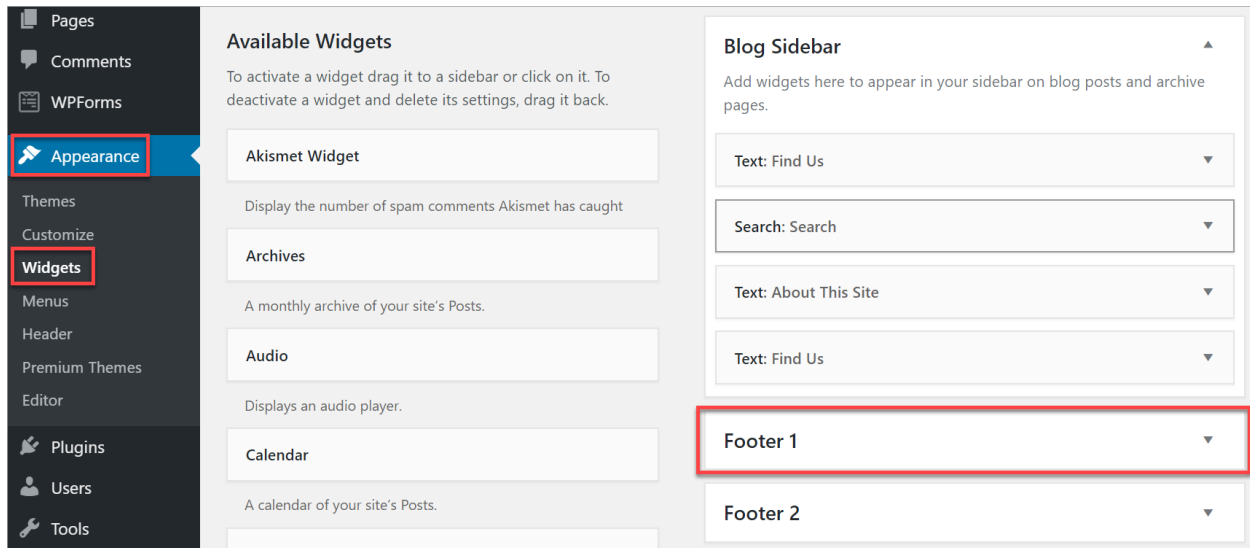 Pages
Comments
WPForms
Appearance
Themes
Customize
Widgets
Menus
Header
Premium Themes
Editor
Plugins
Users
Tools
Available Widgets
To activate a widget drag it to a sidebar or click on it. To
deactivate a widget and delete its settings, drag it back.
Akismet Widget
Display the number of spam comments Akismet has caught
Archives
A monthly archive of your site’s Posts.
Audio
Displays an audio player.
Calendar
A calendar of your site’s Posts.
Blog Sidebar
Add widgets here to appear in your sidebar on blog posts and archive
pages.
Text: Find Us
Search: Search
Text: About This Site
Text: Find Us
Footer 1
Footer 2